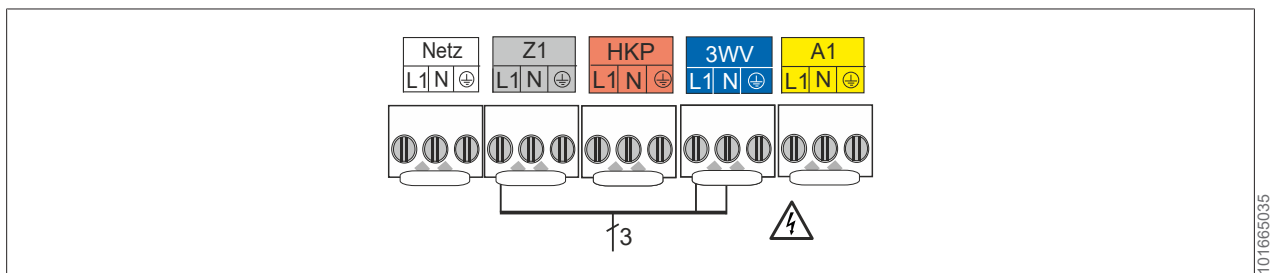 Netz Z1 HKP 3WV A1
L1 N L1 N L1 N L1 N L1 N
3
101665035